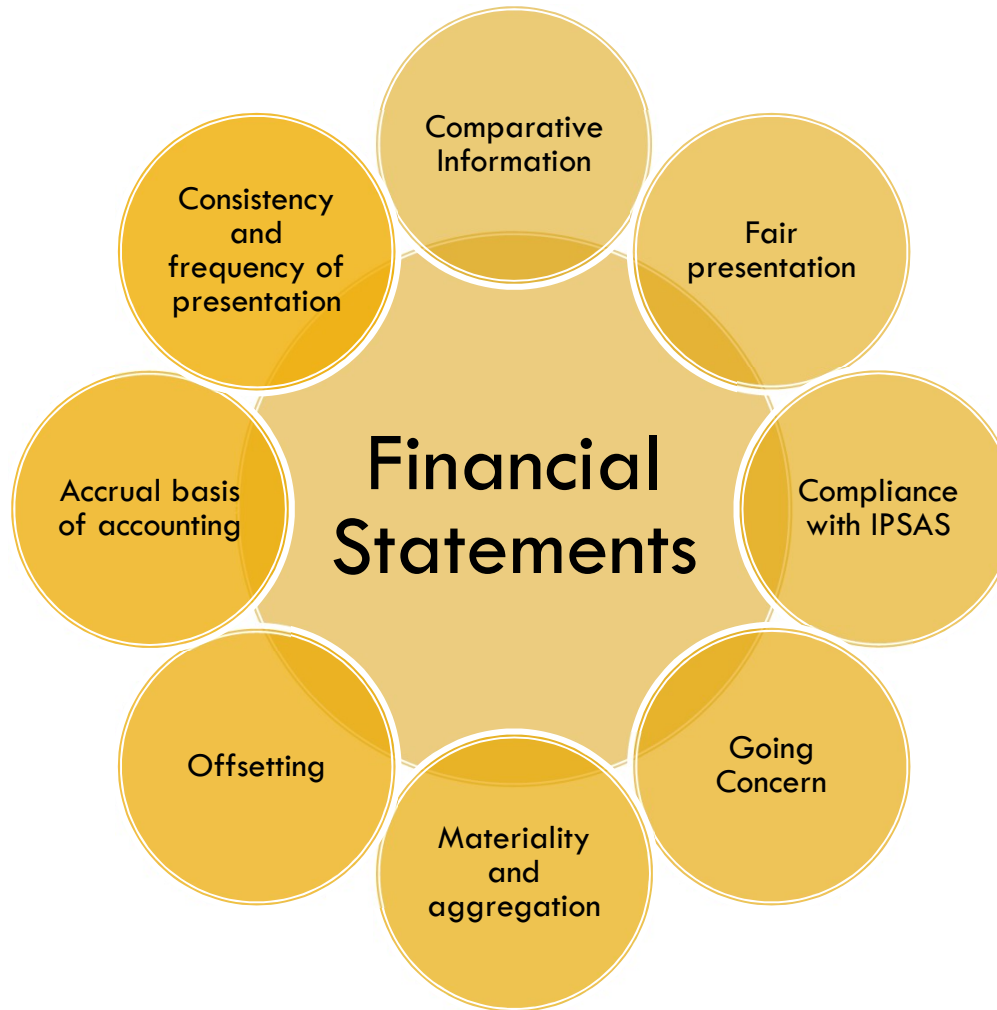 Comparative
Information
Fair
presentation
Compliance
with IPSAS
Going
Concern
Materiality
and
aggregation
Offsetting
Accrual basis
of accounting
Consistency
and
frequency of
presentation
Financial
Statements